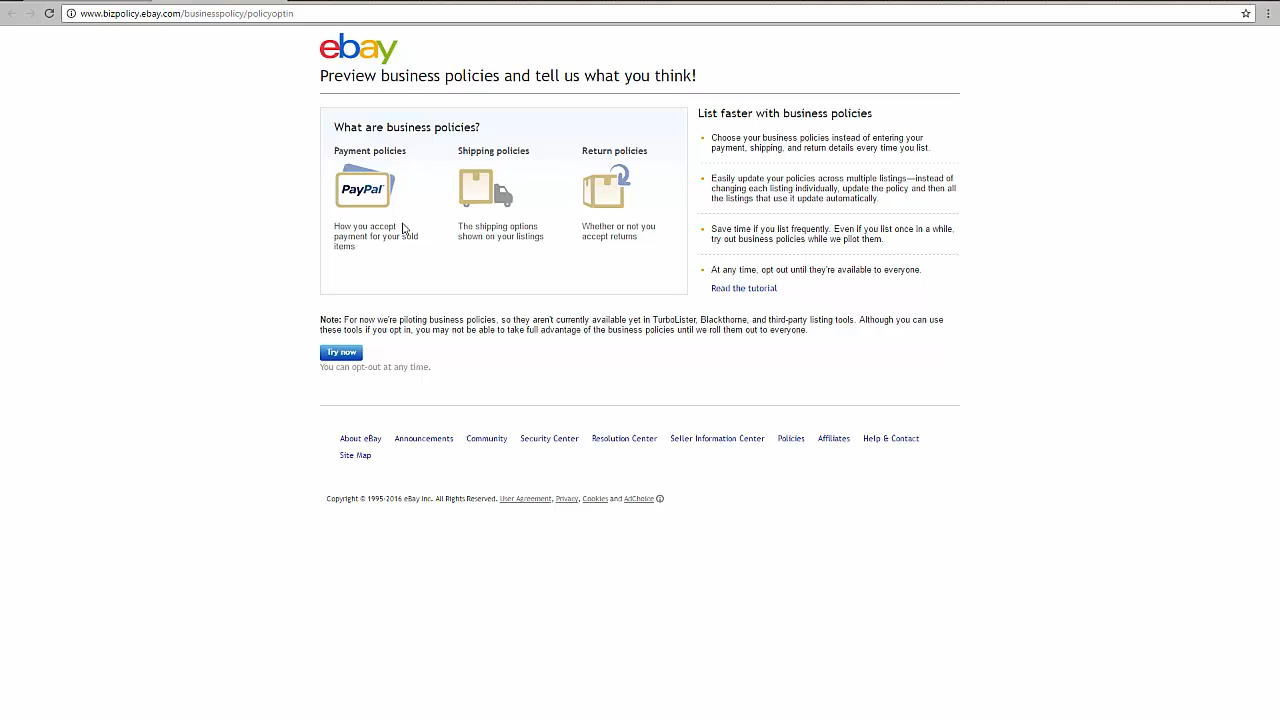 www.bizpolicy.ebay.com/businesspolicy/policyoptin
ebay
Preview business policies and tell us what you think!
What are business policies?
Payment policies
Shipping policies
Return policies
PayPal
How you accept
payment for your sold
items
The shipping options
shown on your listings
Whether or not you
accept returns
List faster with business policies
Choose your business policies instead of entering your
payment, shipping, and return details every time you list.
Easily update your policies across multiple listings—instead of
changing each listing individually, update the policy and then all
the listings that use it update automatically.
Save time if you list frequently. Even if you list once in a while,
try out business policies while we pilot them.
At any time, opt out until they're available to everyone.
Read the tutorial
Note: For now we're piloting business policies, so they aren't currently available yet in TurboLister, Blackthorne, and third-party listing tools. Although you can use
these tools if you opt in, you may not be able to take full advantage of the business policies until we roll them out to everyone.
Try now
You can opt-out at any time.
About eBay Announcements Community Security Center Resolution Center Seller Information Center Policies Affiliates Help & Contact
Site Map
Copyright © 1995-2016 eBay Inc. All Rights Reserved. User Agreement, Privacy, Cookies and AdChoice